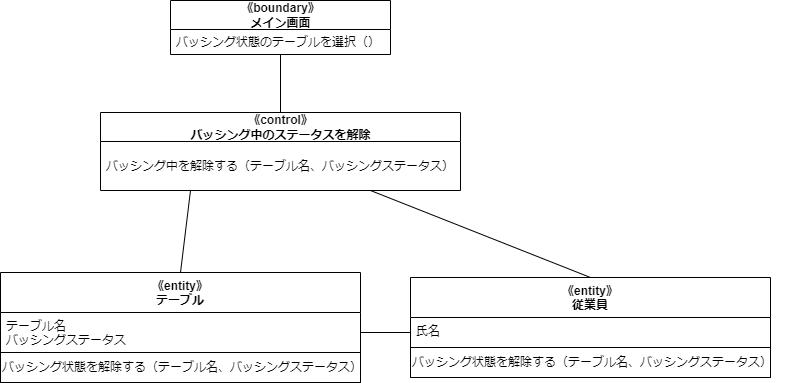 《boundary》
メイン画面
バッシング状態のテーブルを選択（）
《control》
バッシング中のステータスを解除
バッシング中を解除する（テーブル名、バッシングステータス）
《entity》
テーブル
テーブル名
バッシングステータス
バッシング状態を解除する（テーブル名、バッシングステータス）
《entity》
従業員
氏名
バッシング状態を解除する（テーブル名、バッシングステータス）